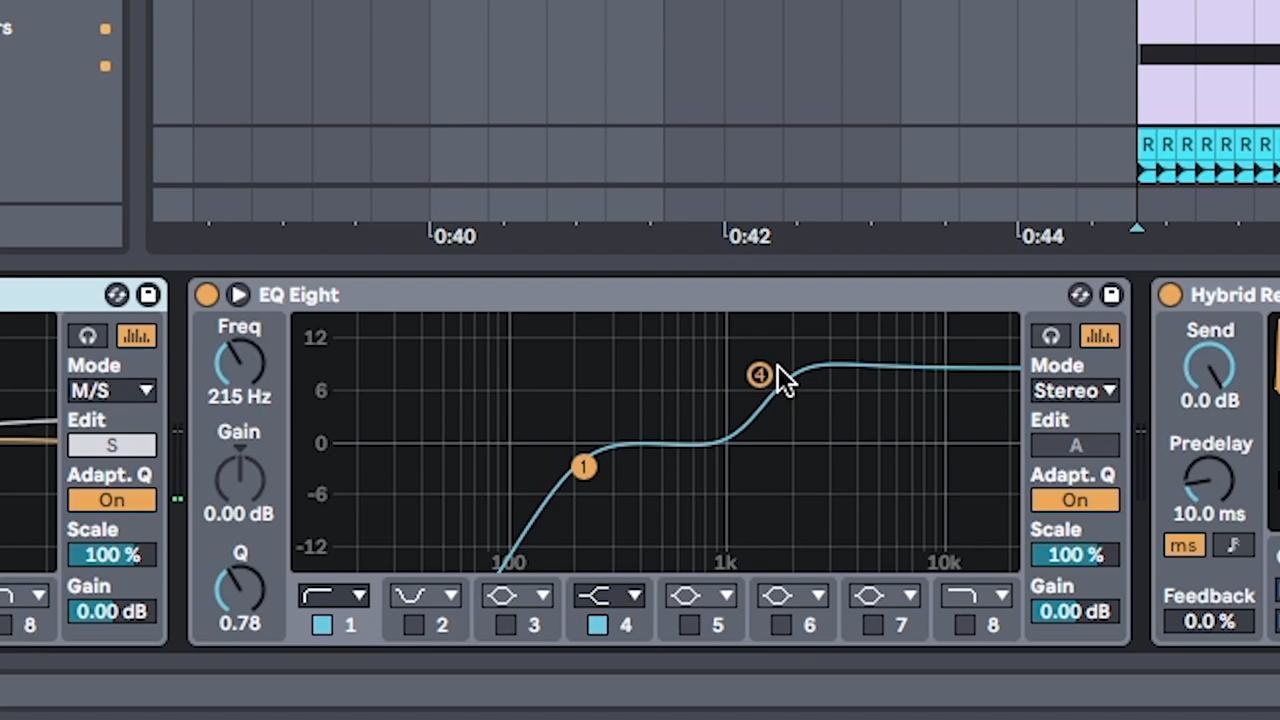 rs
R R R R R R R
0:40 0:42 0:44
Mode
M/S
Edit
S
Adapt. Q
On
Scale
100 %
Gain
0.00 dB
8
EQ Eight
Freq
215 Hz
Gain
0.00 dB
Q
0.78
12
6
0
-6
-12
100 1k 10k
4
1
1 2 3 4 5 6 7 8
Mode
Stereo
Edit
A
Adapt. Q
On
Scale
100 %
Gain
0.00 dB
Hybrid Re
Send
0.0 dB
Predelay
10.0 ms
ms
Feedback
0.0 %